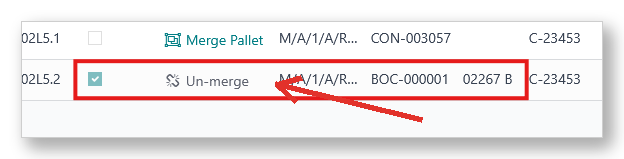 02L5.1 Merge Pallet M/A/1/A/R... CON-003057 C-23453
02L5.2 Un-merge M/A/1/A/R... BOC-000001 02267 B C-23453